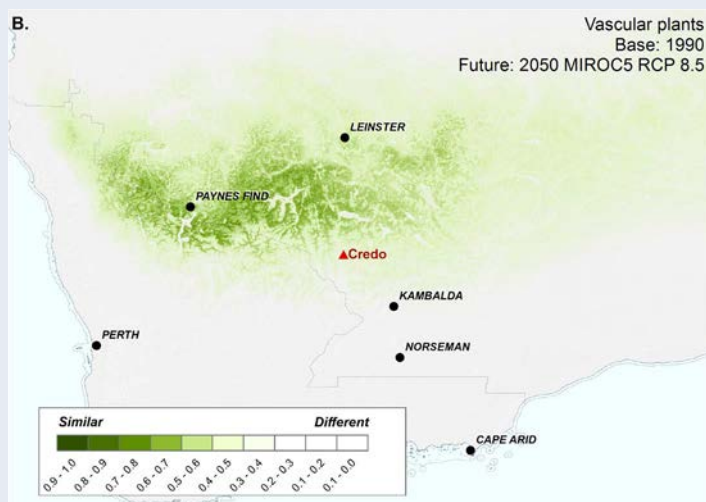 B.
Vascular plants
Base: 1990
Future: 2050 MIROC5 RCP 8.5
LEINSTER
PAYNES FIND
Credo
KAMBALDA
PERTH
NORSEMAN
Similar Different
CAPE ARID
0.9 - 1.0 0.8 - 0.9 0.7 - 0.8 0.6 - 0.7 0.5 - 0.6 0.4 - 0.5 0.3 - 0.4 0.2 - 0.3 0.1 - 0.2 0.1 - 0.0